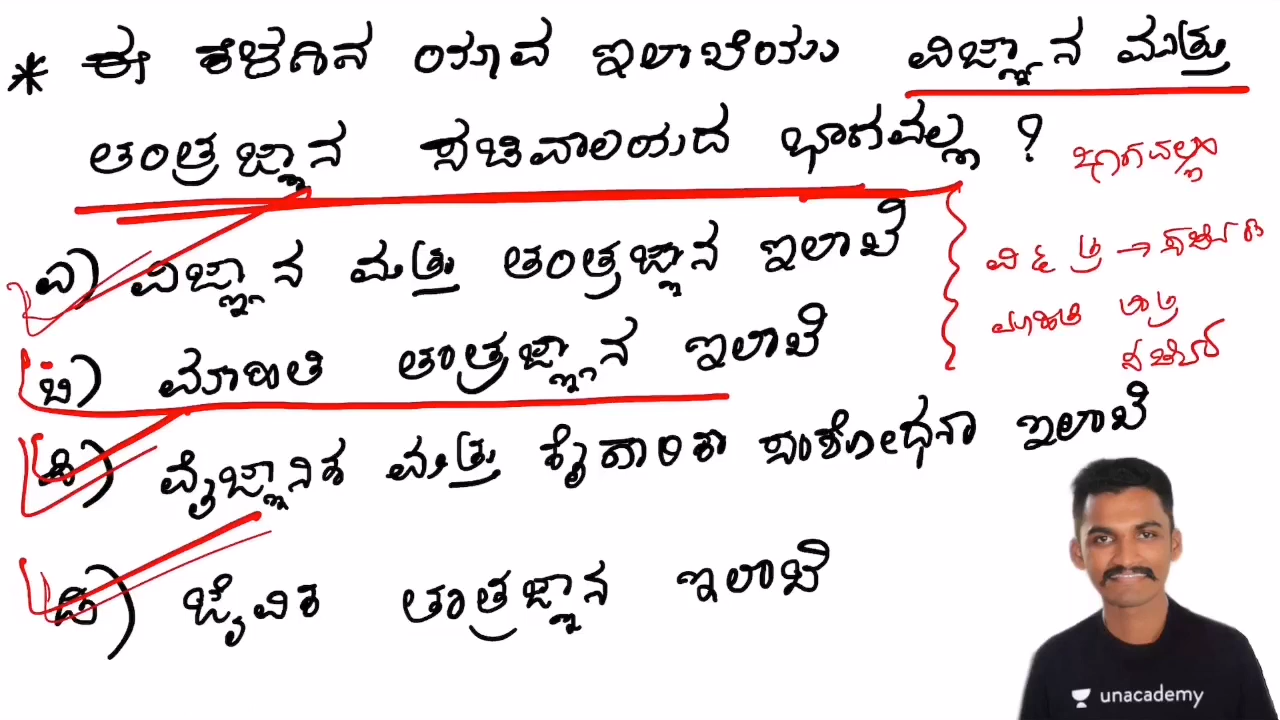 * ಈ ಕೆಳಗಿನ ಯಾವ ಇಲಾಖೆಯು ವಿಜ್ಞಾನ ಮತ್ತು
ತಂತ್ರಜ್ಞಾನ ಸಚಿವಾಲಯದ ಭಾಗವಲ್ಲ ?
ಭಾಗವಲ್ಲ
ಎ) ವಿಜ್ಞಾನ ಮತ್ತು ತಂತ್ರಜ್ಞಾನ ಇಲಾಖೆ
ವಿ & ತ್ರ →
ಬಿ) ಮಾಹಿತಿ ತಂತ್ರಜ್ಞಾನ ಇಲಾಖೆ
ಮಾಹಿತಿ
ಸಿ) ವೈಜ್ಞಾನಿಕ ಮತ್ತು ಕೈಗಾರಿಕಾ ಸಂಶೋಧನಾ ಇಲಾಖೆ
ಡಿ) ಜೈವಿಕ ತಂತ್ರಜ್ಞಾನ ಇಲಾಖೆ
unacademy